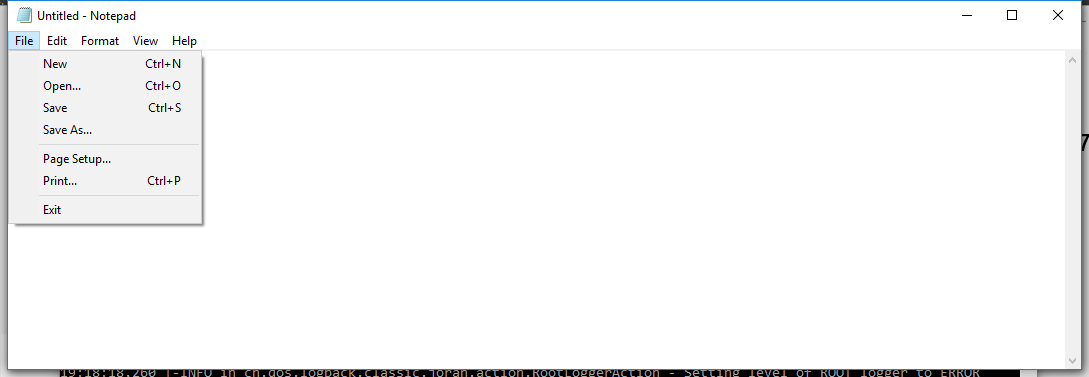 Untitled - Notepad
File Edit Format View Help
New Ctrl+N
Open... Ctrl+O
Save Ctrl+S
Save As...
Page Setup...
Print... Ctrl+P
Exit
7
19:18:18.260 |-INFO in ch.qos.logback.classic.joran.action.RootLoggerAction - Setting level of ROOT logger to ERROR